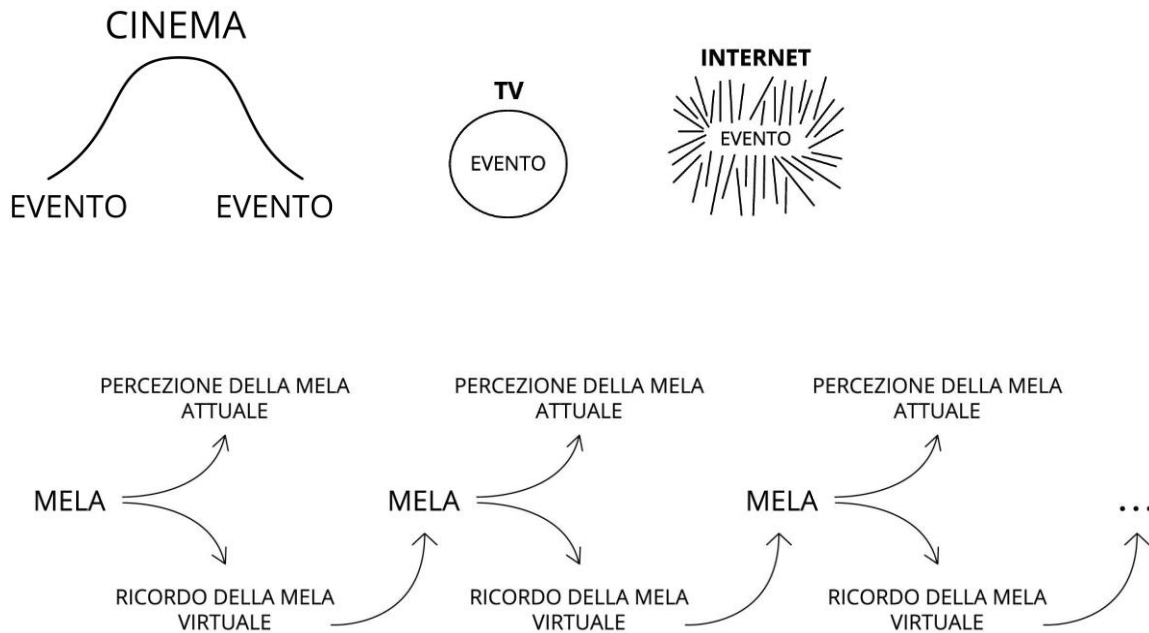 CINEMA
EVENTO
EVENTO
TV
EVENTO
INTERNET
EVENTO
PERCEZIONE DELLA MELA
ATTUALE
PERCEZIONE DELLA MELA
ATTUALE
PERCEZIONE DELLA MELA
ATTUALE
MELA
MELA
MELA
...
RICORDO DELLA MELA
VIRTUALE
RICORDO DELLA MELA
VIRTUALE
RICORDO DELLA MELA
VIRTUALE